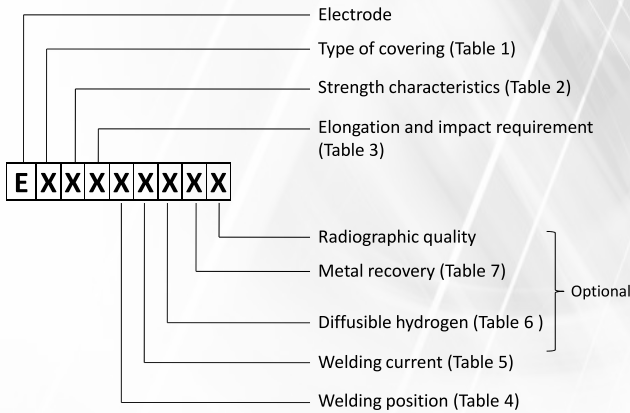 Electrode
Type of covering (Table 1)
Strength characteristics (Table 2)
Elongation and impact requirement
(Table 3)
E X X X X X X X X
Radiographic quality
Metal recovery (Table 7)
Optional
Diffusible hydrogen (Table 6 )
Welding current (Table 5)
Welding position (Table 4)